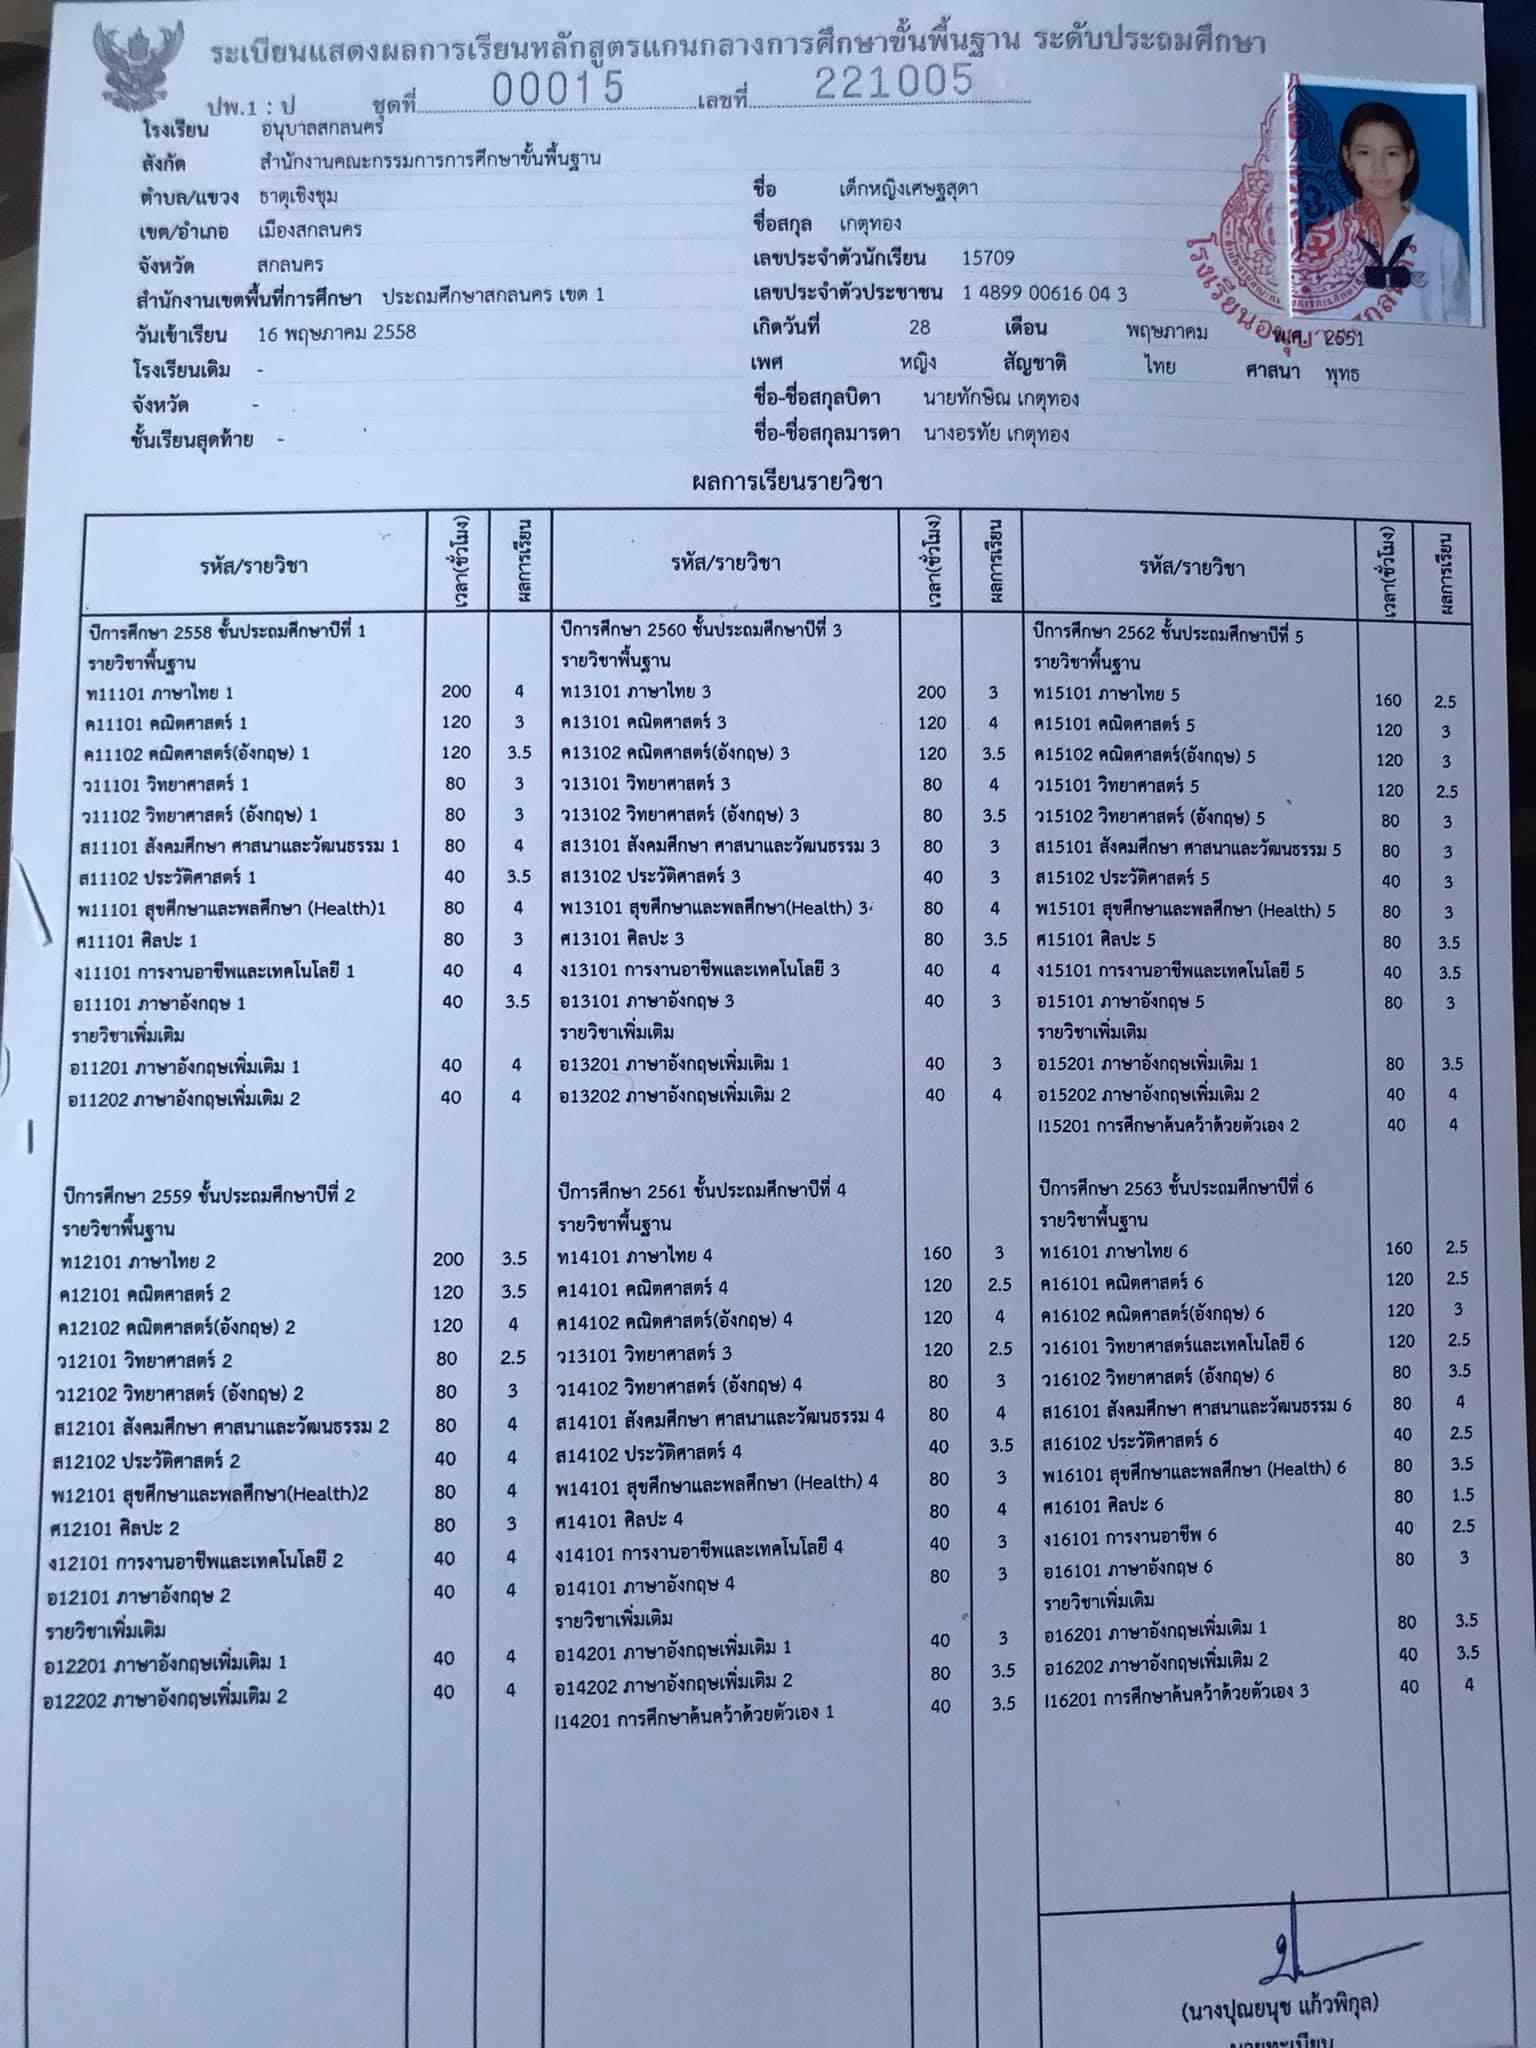 ระเบียนแสดงผลการเรียนหลักสูตรแกนกลางการศึกษาขั้นพื้นฐาน ระดับประถมศึกษา
ปพ.1 : ป ชุดที่ 00015 เลขที่ 221005
โรงเรียน อนุบาลสกลนคร
สังกัด สำนักงานคณะกรรมการการศึกษาขั้นพื้นฐาน
ตำบล/แขวง ธาตุเชิงชุม
เขต/อำเภอ เมืองสกลนคร
จังหวัด สกลนคร
สำนักงานเขตพื้นที่การศึกษา ประถมศึกษาสกลนคร เขต 1
วันเข้าเรียน 16 พฤษภาคม 2558
โรงเรียนเดิม -
จังหวัด -
ชั้นเรียนสุดท้าย -
ชื่อ เด็กหญิงเศษฐสุดา
ชื่อสกุล เกตุทอง
เลขประจำตัวนักเรียน 15709
เลขประจำตัวประชาชน 1 4899 00616 04 3
เกิดวันที่ 28 เดือน พฤษภาคม พ.ศ. 2551
เพศ หญิง สัญชาติ ไทย ศาสนา พุทธ
ชื่อ-ชื่อสกุลบิดา นายทักษิณ เกตุทอง
ชื่อ-ชื่อสกุลมารดา นางอรทัย เกตุทอง
ผลการเรียนรายวิชา
รหัส/รายวิชา เวลา(ชั่วโมง) ผลการเรียน
ปีการศึกษา 2558 ชั้นประถมศึกษาปีที่ 1
รายวิชาพื้นฐาน
ท11101 ภาษาไทย 1 200 4
ค11101 คณิตศาสตร์ 1 120 3
ค11102 คณิตศาสตร์(อังกฤษ) 1 120 3.5
ว11101 วิทยาศาสตร์ 1 80 3
ว11102 วิทยาศาสตร์ (อังกฤษ) 1 80 3
ส11101 สังคมศึกษา ศาสนาและวัฒนธรรม 1 80 4
ส11102 ประวัติศาสตร์ 1 40 3.5
พ11101 สุขศึกษาและพลศึกษา (Health)1 80 4
ศ11101 ศิลปะ 1 80 3
ง11101 การงานอาชีพและเทคโนโลยี 1 40 4
อ11101 ภาษาอังกฤษ 1 40 3.5
รายวิชาเพิ่มเติม
อ11201 ภาษาอังกฤษเพิ่มเติม 1 40 4
อ11202 ภาษาอังกฤษเพิ่มเติม 2 40 4
ปีการศึกษา 2559 ชั้นประถมศึกษาปีที่ 2
รายวิชาพื้นฐาน
ท12101 ภาษาไทย 2 200 3.5
ค12101 คณิตศาสตร์ 2 120 3.5
ค12102 คณิตศาสตร์(อังกฤษ) 2 120 4
ว12101 วิทยาศาสตร์ 2 80 2.5
ว12102 วิทยาศาสตร์ (อังกฤษ) 2 80 3
ส12101 สังคมศึกษา ศาสนาและวัฒนธรรม 2 80 4
ส12102 ประวัติศาสตร์ 2 40 4
พ12101 สุขศึกษาและพลศึกษา(Health)2 80 4
ศ12101 ศิลปะ 2 80 3
ง12101 การงานอาชีพและเทคโนโลยี 2 40 4
อ12101 ภาษาอังกฤษ 2 40 4
รายวิชาเพิ่มเติม
อ12201 ภาษาอังกฤษเพิ่มเติม 1 40 4
อ12202 ภาษาอังกฤษเพิ่มเติม 2 40 4
รหัส/รายวิชา เวลา(ชั่วโมง) ผลการเรียน
ปีการศึกษา 2560 ชั้นประถมศึกษาปีที่ 3
รายวิชาพื้นฐาน
ท13101 ภาษาไทย 3 200 3
ค13101 คณิตศาสตร์ 3 120 4
ค13102 คณิตศาสตร์(อังกฤษ) 3 120 3.5
ว13101 วิทยาศาสตร์ 3 80 4
ว13102 วิทยาศาสตร์ (อังกฤษ) 3 80 3.5
ส13101 สังคมศึกษา ศาสนาและวัฒนธรรม 3 80 3
ส13102 ประวัติศาสตร์ 3 40 3
พ13101 สุขศึกษาและพลศึกษา(Health) 3 80 4
ศ13101 ศิลปะ 3 80 3.5
ง13101 การงานอาชีพและเทคโนโลยี 3 40 4
อ13101 ภาษาอังกฤษ 3 40 3
รายวิชาเพิ่มเติม
อ13201 ภาษาอังกฤษเพิ่มเติม 1 40 3
อ13202 ภาษาอังกฤษเพิ่มเติม 2 40 4
ปีการศึกษา 2561 ชั้นประถมศึกษาปีที่ 4
รายวิชาพื้นฐาน
ท14101 ภาษาไทย 4 160 3
ค14101 คณิตศาสตร์ 4 120 2.5
ค14102 คณิตศาสตร์(อังกฤษ) 4 120 4
ว13101 วิทยาศาสตร์ 3 120 2.5
ว14102 วิทยาศาสตร์ (อังกฤษ) 4 80 3
ส14101 สังคมศึกษา ศาสนาและวัฒนธรรม 4 80 4
ส14102 ประวัติศาสตร์ 4 40 3.5
พ14101 สุขศึกษาและพลศึกษา (Health) 4 80 3
ศ14101 ศิลปะ 4 80 4
ง14101 การงานอาชีพและเทคโนโลยี 4 40 3
อ14101 ภาษาอังกฤษ 4 80 3
รายวิชาเพิ่มเติม
อ14201 ภาษาอังกฤษเพิ่มเติม 1 40 3
อ14202 ภาษาอังกฤษเพิ่มเติม 2 80 3.5
I14201 การศึกษาค้นคว้าด้วยตัวเอง 1 40 3.5
รหัส/รายวิชา เวลา(ชั่วโมง) ผลการเรียน
ปีการศึกษา 2562 ชั้นประถมศึกษาปีที่ 5
รายวิชาพื้นฐาน
ท15101 ภาษาไทย 5 160 2.5
ค15101 คณิตศาสตร์ 5 120 3
ค15102 คณิตศาสตร์(อังกฤษ) 5 120 3
ว15101 วิทยาศาสตร์ 5 120 2.5
ว15102 วิทยาศาสตร์ (อังกฤษ) 5 80 3
ส15101 สังคมศึกษา ศาสนาและวัฒนธรรม 5 80 3
ส15102 ประวัติศาสตร์ 5 40 3
พ15101 สุขศึกษาและพลศึกษา (Health) 5 80 3
ศ15101 ศิลปะ 5 80 3.5
ง15101 การงานอาชีพและเทคโนโลยี 5 40 3.5
อ15101 ภาษาอังกฤษ 5 80 3
รายวิชาเพิ่มเติม
อ15201 ภาษาอังกฤษเพิ่มเติม 1 80 3.5
อ15202 ภาษาอังกฤษเพิ่มเติม 2 40 4
I15201 การศึกษาค้นคว้าด้วยตัวเอง 2 40 4
ปีการศึกษา 2563 ชั้นประถมศึกษาปีที่ 6
รายวิชาพื้นฐาน
ท16101 ภาษาไทย 6 160 2.5
ค16101 คณิตศาสตร์ 6 120 2.5
ค16102 คณิตศาสตร์(อังกฤษ) 6 120 3
ว16101 วิทยาศาสตร์และเทคโนโลยี 6 120 2.5
ว16102 วิทยาศาสตร์ (อังกฤษ) 6 80 3.5
ส16101 สังคมศึกษา ศาสนาและวัฒนธรรม 6 80 4
ส16102 ประวัติศาสตร์ 6 40 2.5
พ16101 สุขศึกษาและพลศึกษา (Health) 6 80 3.5
ศ16101 ศิลปะ 6 80 1.5
ง16101 การงานอาชีพ 6 40 2.5
อ16101 ภาษาอังกฤษ 6 80 3
รายวิชาเพิ่มเติม
อ16201 ภาษาอังกฤษเพิ่มเติม 1 80 3.5
อ16202 ภาษาอังกฤษเพิ่มเติม 2 40 3.5
I16201 การศึกษาค้นคว้าด้วยตัวเอง 3 40 4
(นางปุณยนุช แก้วพิกุล)
นายทะเบียน